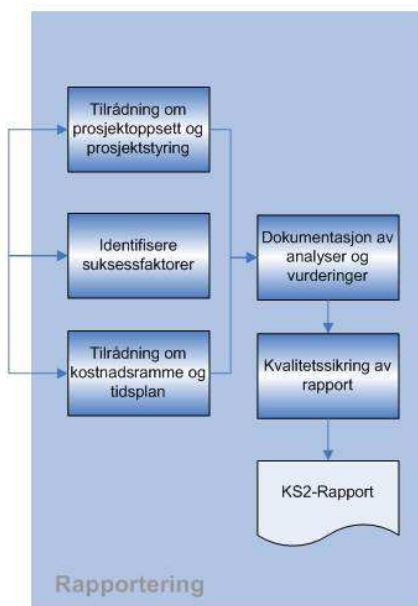 Tilrådning om
prosjektoppsett og
prosjektstyring
Identifisere
suksessfaktorer
Tilrådning om
kostnadsramme og
tidsplan
Dokumentasjon av
analyser og
vurderinger
Kvalitetssikring av
rapport
KS2-Rapport
Rapportering